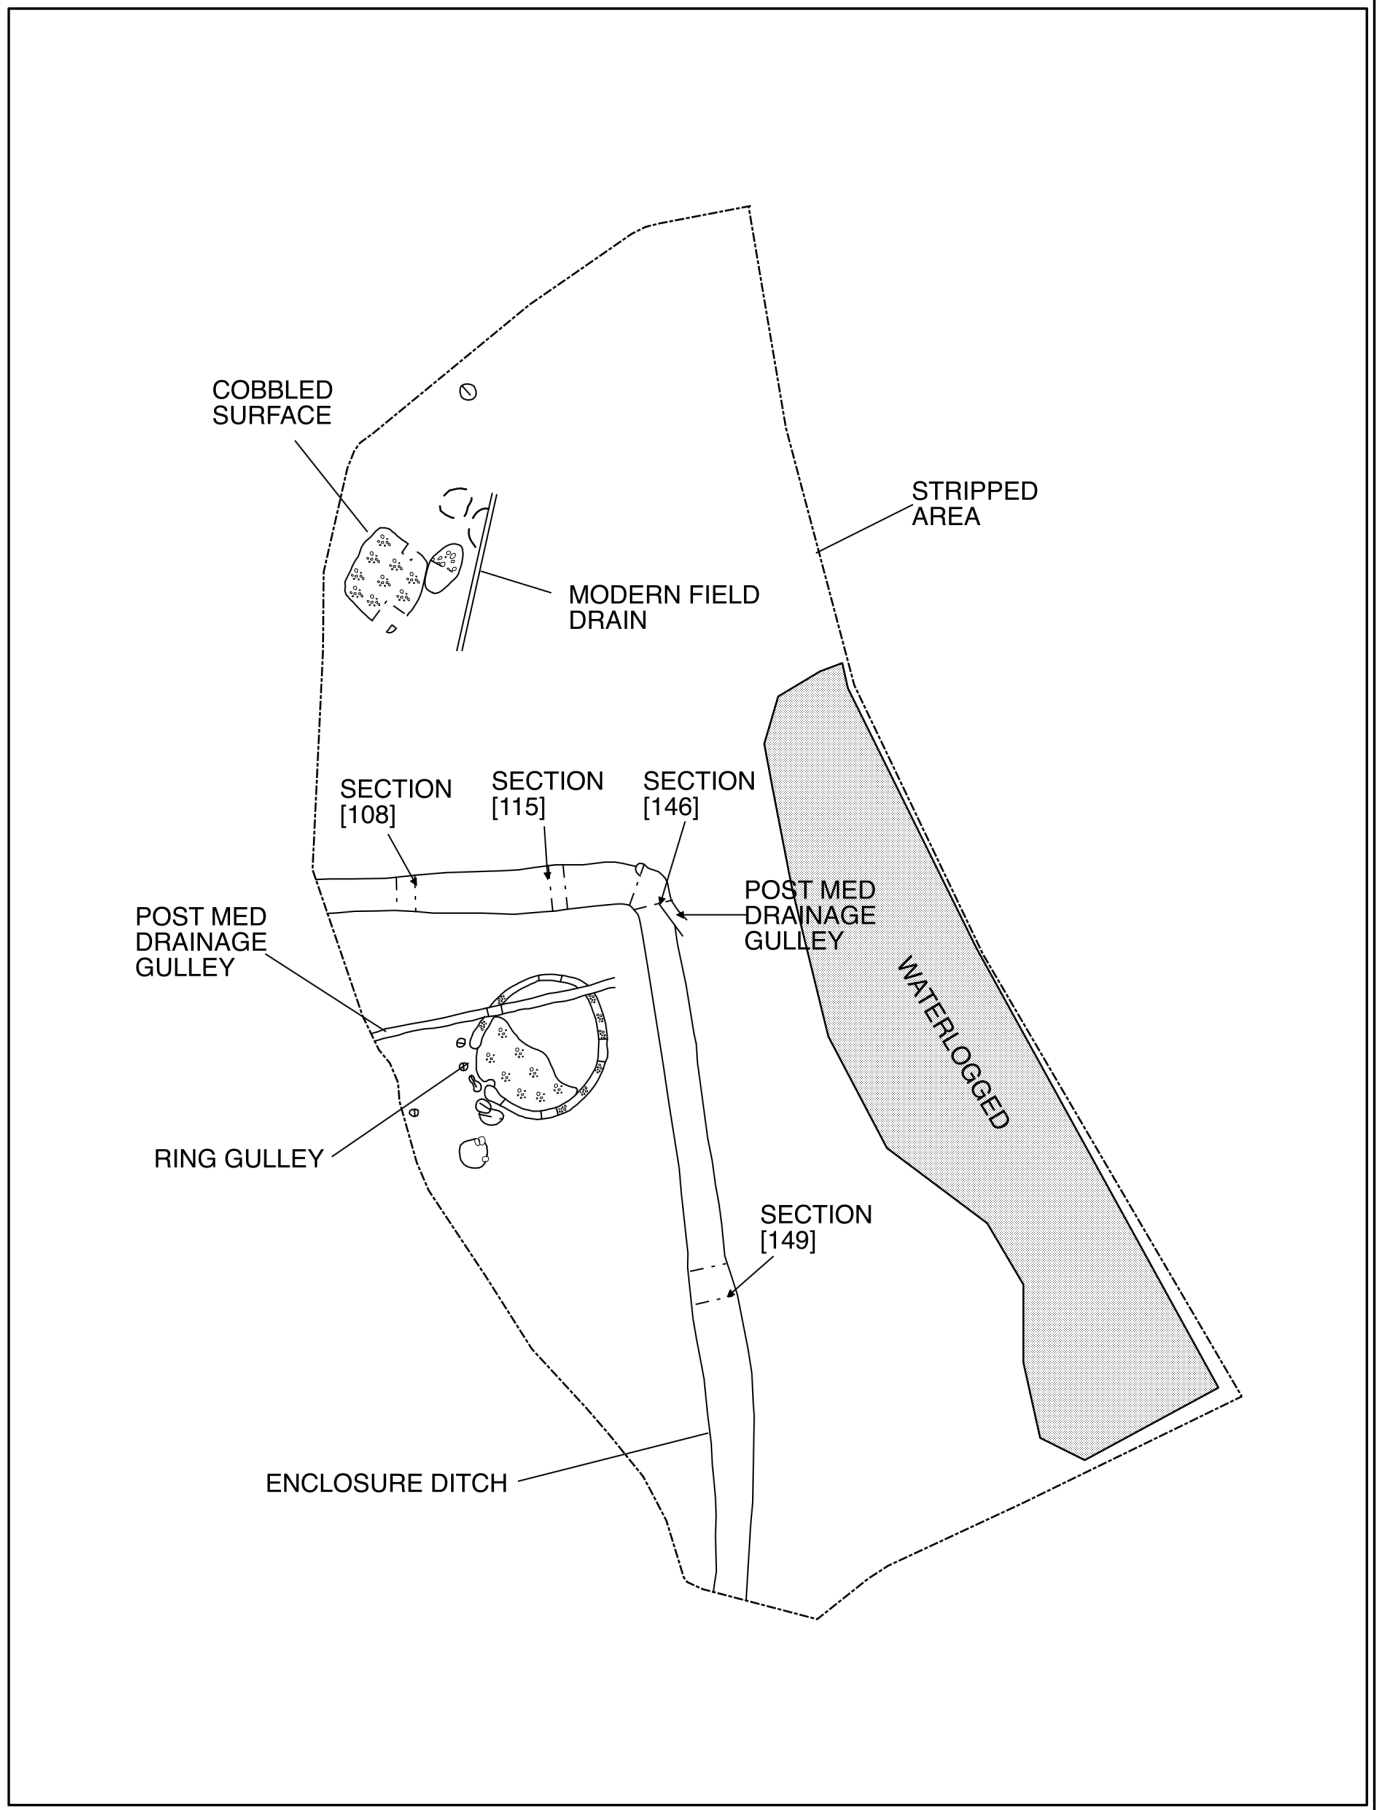 COBBLED
SURFACE
STRIPPED
AREA
MODERN FIELD
DRAIN
SECTION
[108]
SECTION
[115]
SECTION
[146]
POST MED
DRAINAGE
GULLEY
POST MED
DRAINAGE
GULLEY
WATERLOGGED
RING GULLEY
SECTION
[149]
ENCLOSURE DITCH